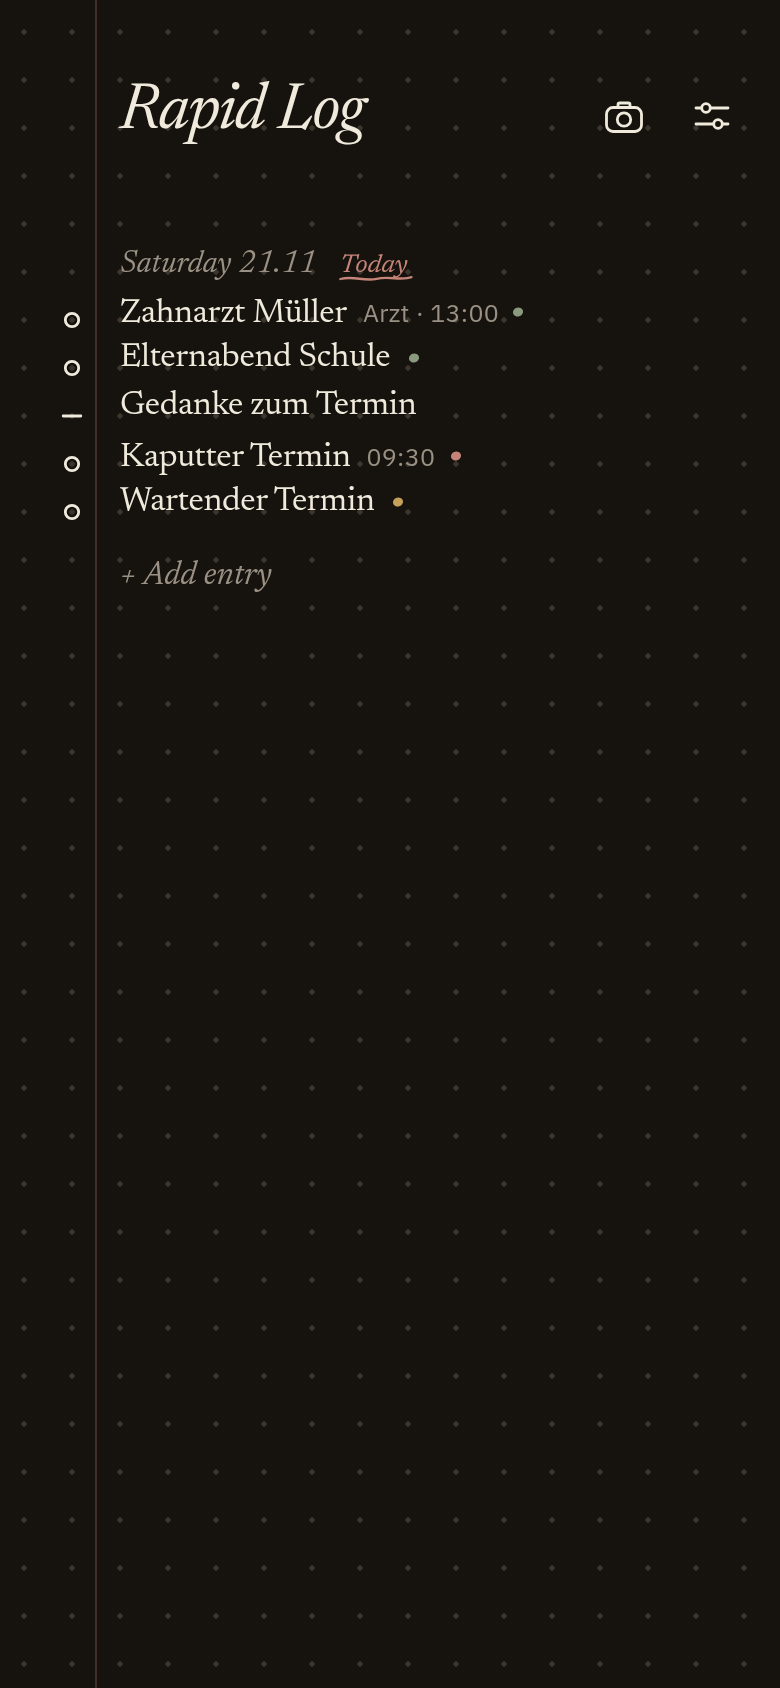 Rapid Log
Saturday 21.11 Today
Zahnarzt Müller Arzt · 13:00
Elternabend Schule
Gedanke zum Termin
Kaputter Termin 09:30
Wartender Termin
+ Add entry